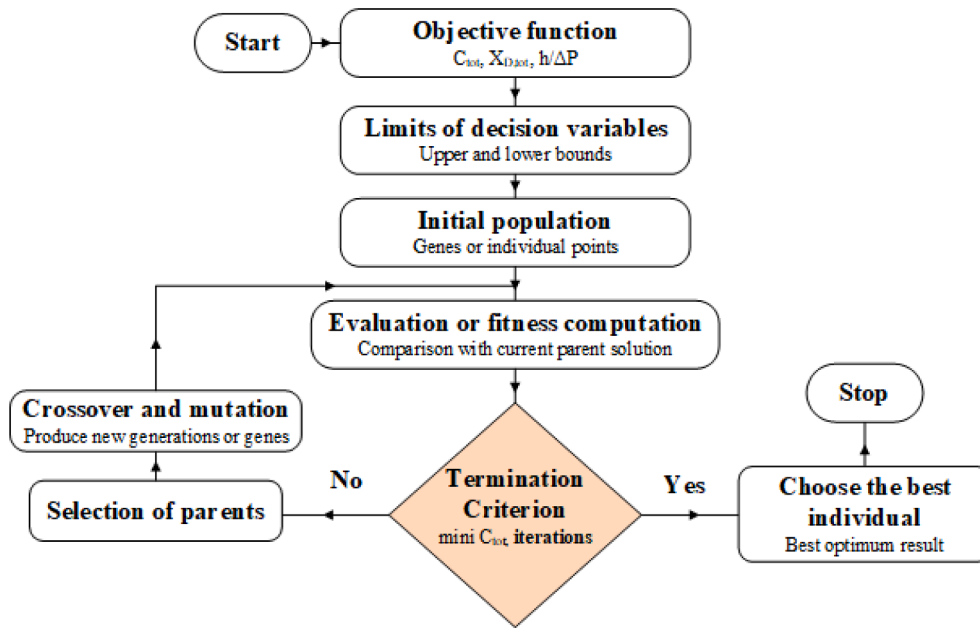 Start
Objective function
Cₜₒₜ, X_D,tot, h/ΔP
Limits of decision variables
Upper and lower bounds
Initial population
Genes or individual points
Evaluation or fitness computation
Comparison with current parent solution
Crossover and mutation
Produce new generations or genes
Selection of parents
No
Termination
Criterion
mini Cₜₒₜ, iterations
Yes
Stop
Choose the best
individual
Best optimum result